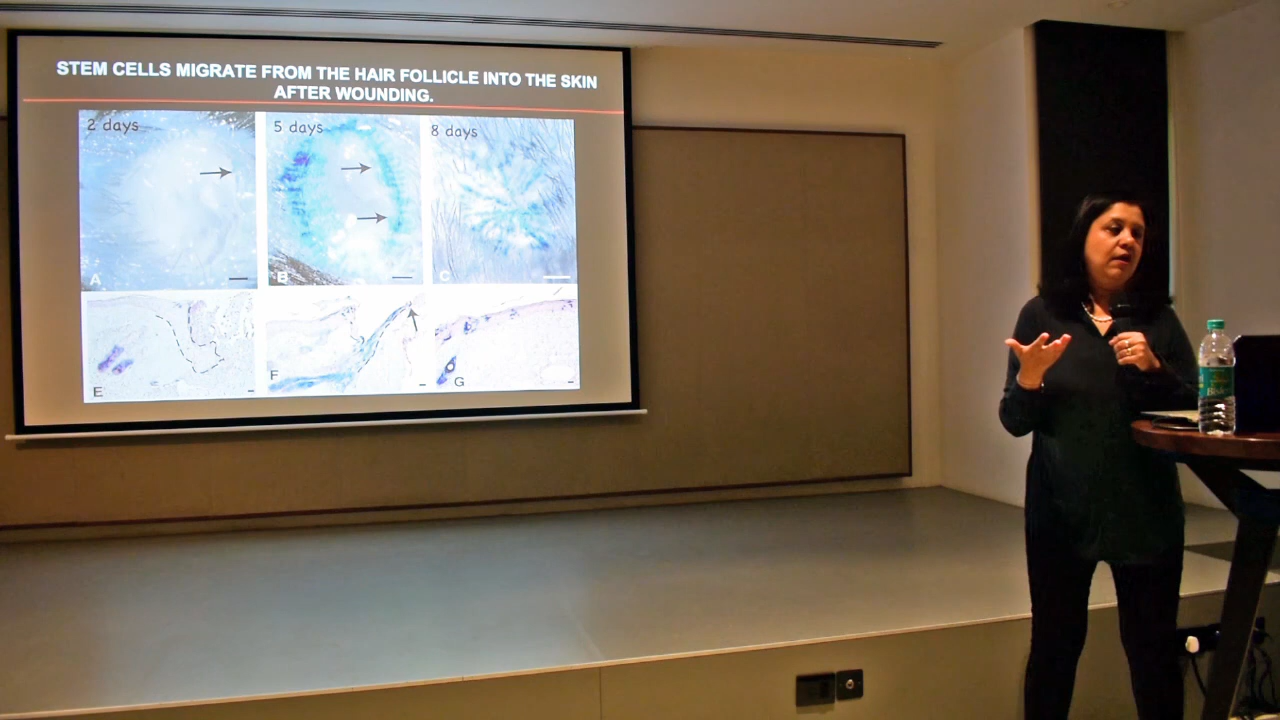 STEM CELLS MIGRATE FROM THE HAIR FOLLICLE INTO THE SKIN
AFTER WOUNDING.
2 days
5 days
8 days
A
B
C
E
F
G